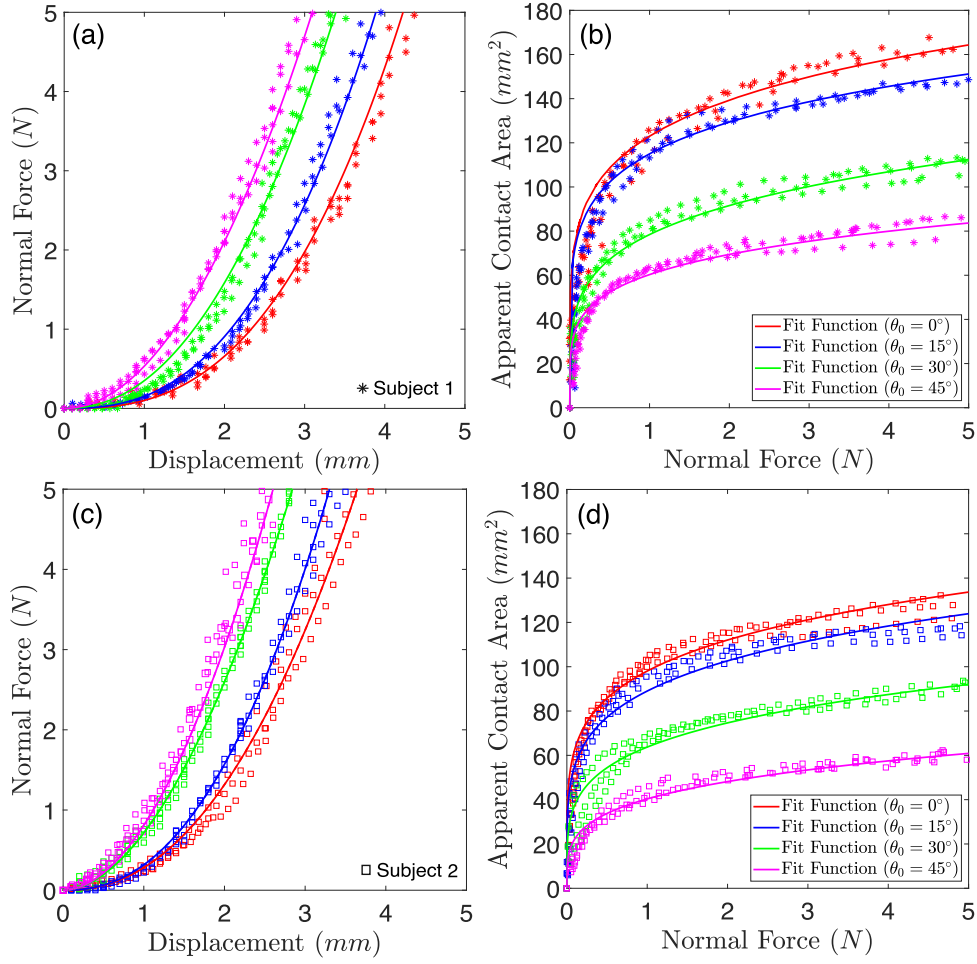 (a)
Normal Force (N)
5
4
3
2
1
0
* Subject 1
0 1 2 3 4 5
Displacement (mm)
(b)
Apparent Contact Area (mm²)
180
160
140
120
100
80
60
40
20
0
Fit Function (θ₀ = 0°)
Fit Function (θ₀ = 15°)
Fit Function (θ₀ = 30°)
Fit Function (θ₀ = 45°)
0 1 2 3 4 5
Normal Force (N)
(c)
Normal Force (N)
5
4
3
2
1
0
Subject 2
0 1 2 3 4 5
Displacement (mm)
(d)
Apparent Contact Area (mm²)
180
160
140
120
100
80
60
40
20
0
Fit Function (θ₀ = 0°)
Fit Function (θ₀ = 15°)
Fit Function (θ₀ = 30°)
Fit Function (θ₀ = 45°)
0 1 2 3 4 5
Normal Force (N)